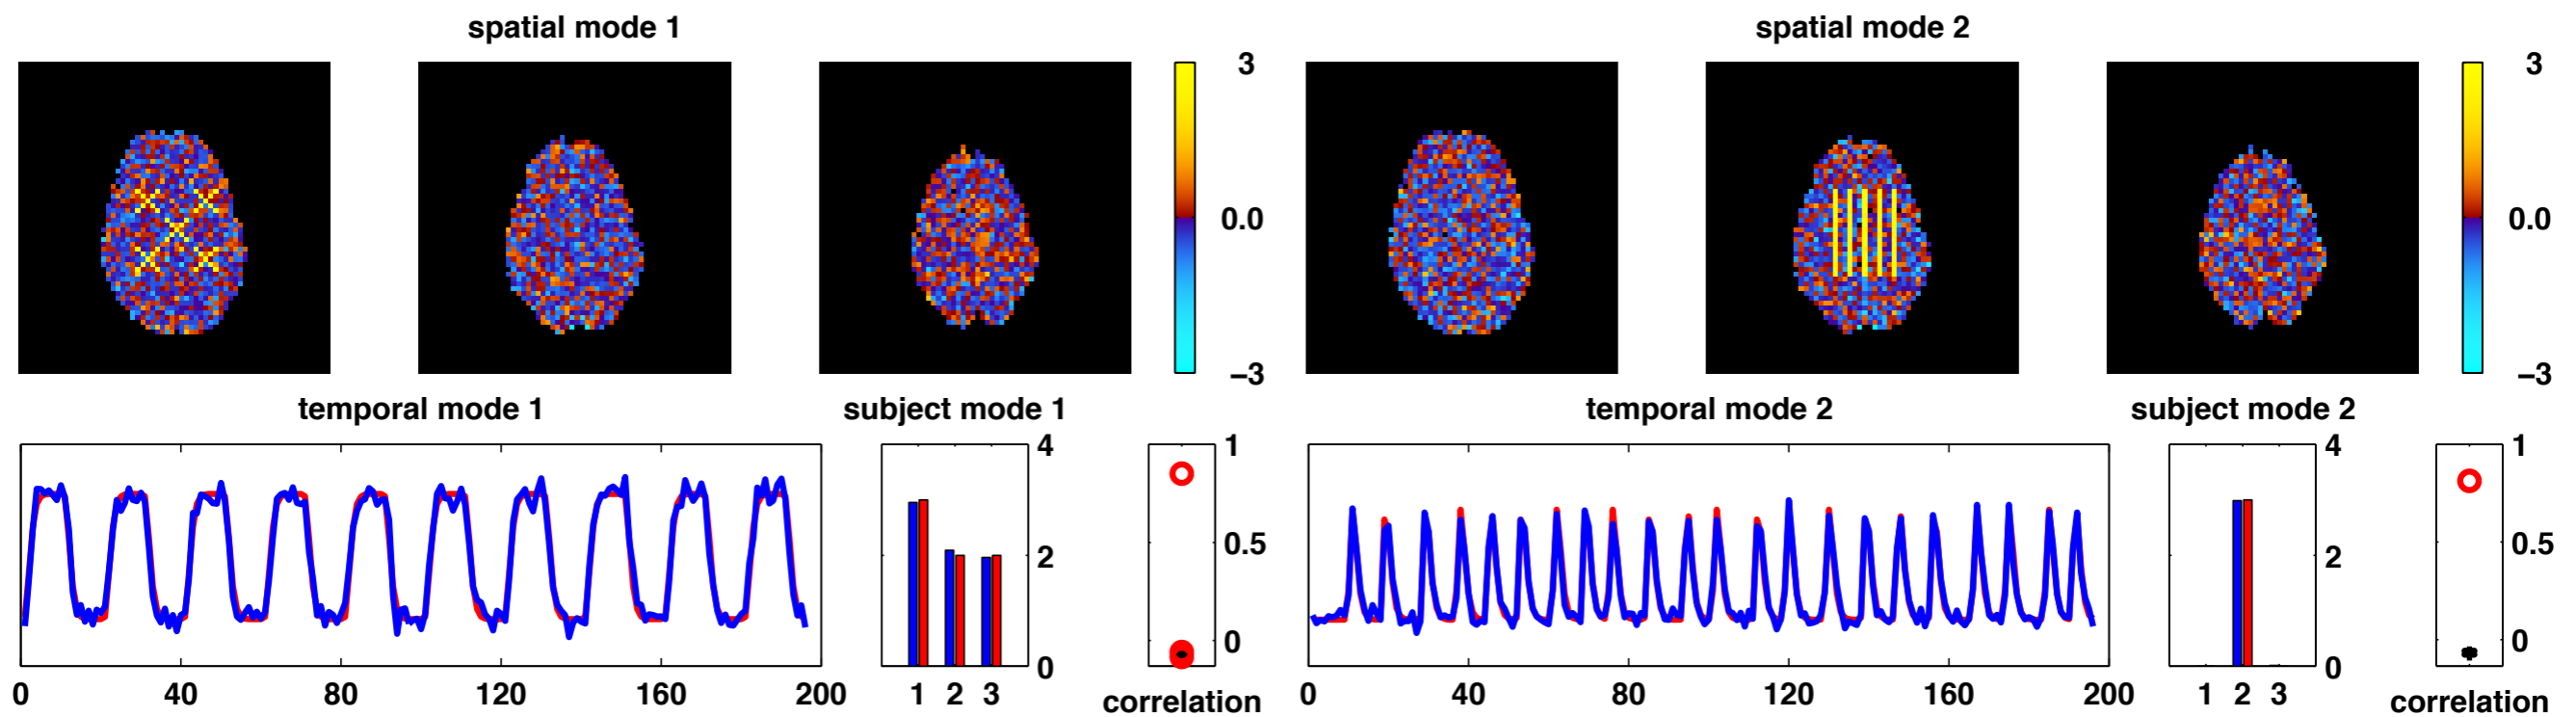 spatial mode 1
spatial mode 2
3
0.0
−3
3
0.0
−3
temporal mode 1
subject mode 1
temporal mode 2
subject mode 2
4
2
0
1
0.5
0
4
2
0
1
0.5
0
0 40 80 120 160 200
1 2 3
correlation
0 40 80 120 160 200
1 2 3
correlation